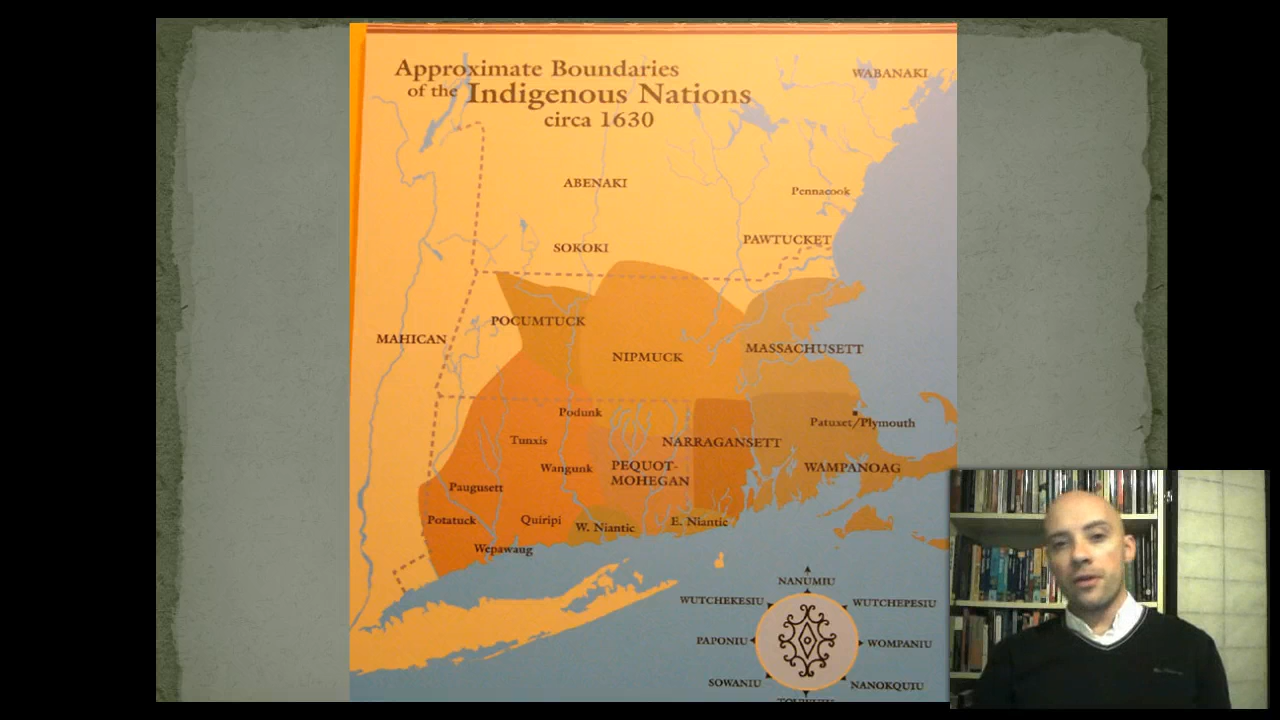 Approximate Boundaries
of the Indigenous Nations
circa 1630
WABANAKI
ABENAKI
Pennacook
PAWTUCKET
SOKOKI
POCUMTUCK
MAHICAN
MASSACHUSETT
NIPMUCK
Podunk
Patuxet/Plymouth
Tunxis
NARRAGANSETT
Wangunk
PEQUOT-
MOHEGAN
WAMPANOAG
Paugusett
Potatuck
Quiripi
W. Niantic
E. Niantic
Wepawaug
NANUMIU
WUTCHEKESIU
WUTCHEPESIU
PAPONIU
WOMPANIU
SOWANIU
NANOKQUIU